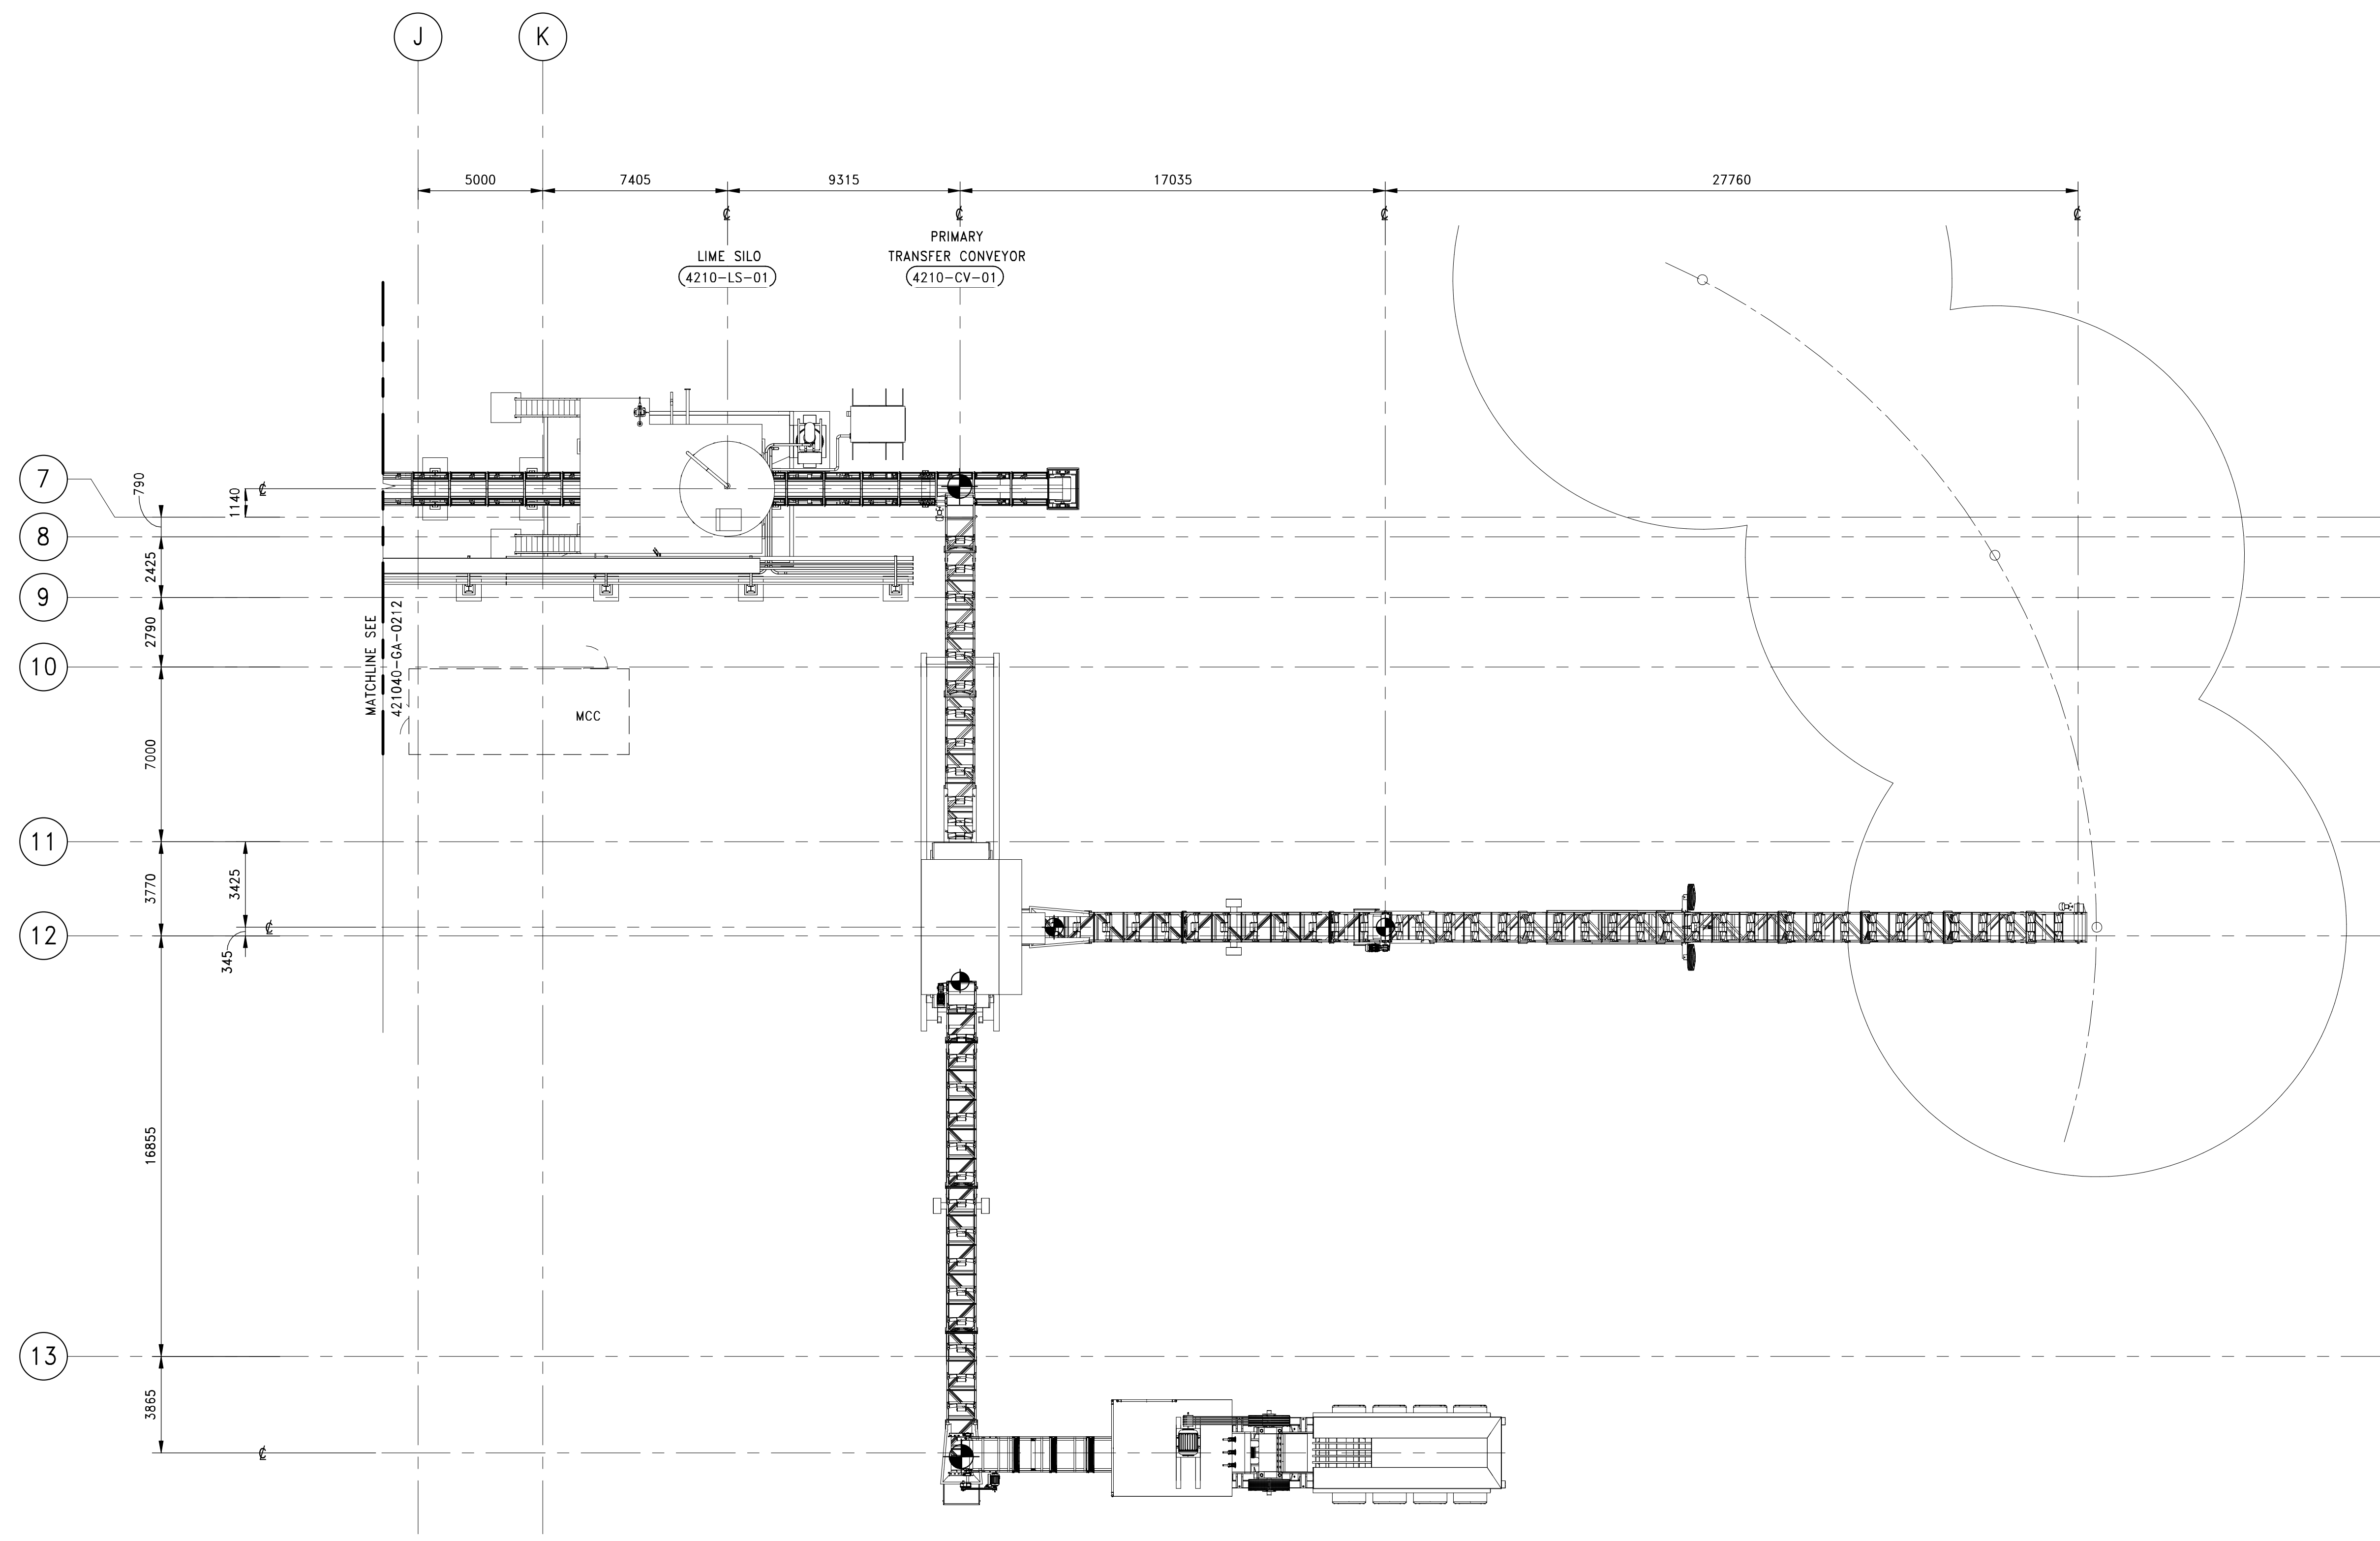 J
K
5000
7405
9315
17035
27760
℄
℄
℄
℄
PRIMARY
LIME SILO
TRANSFER CONVEYOR
4210-LS-01
4210-CV-01
7
790
1140
℄
8
2425
9
2790
MATCHLINE SEE
421040-GA-0212
10
MCC
7000
11
3770
3425
℄
12
345
16855
13
3865
℄